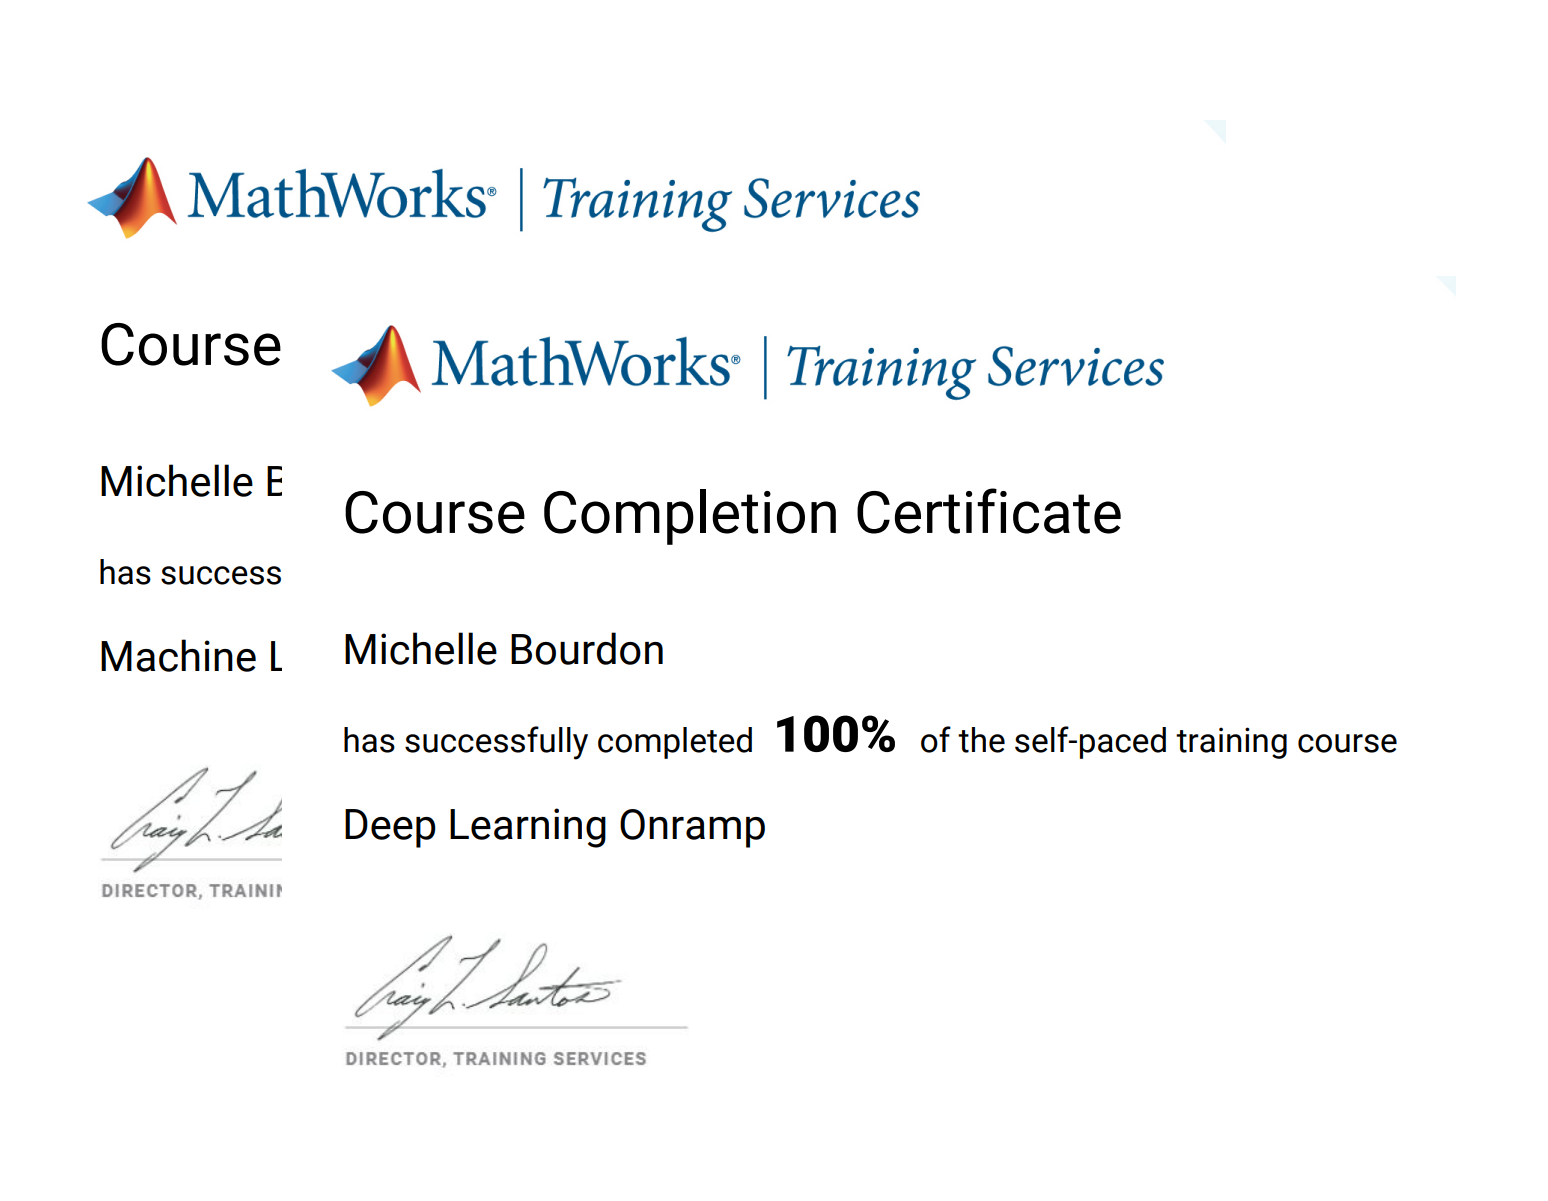 MathWorks® | Training Services
Course
Michelle B
has success
Machine L
Craig L. Sa
DIRECTOR, TRAININ
MathWorks® | Training Services
Course Completion Certificate
Michelle Bourdon
has successfully completed 100% of the self-paced training course
Deep Learning Onramp
Craig L. Santos
DIRECTOR, TRAINING SERVICES